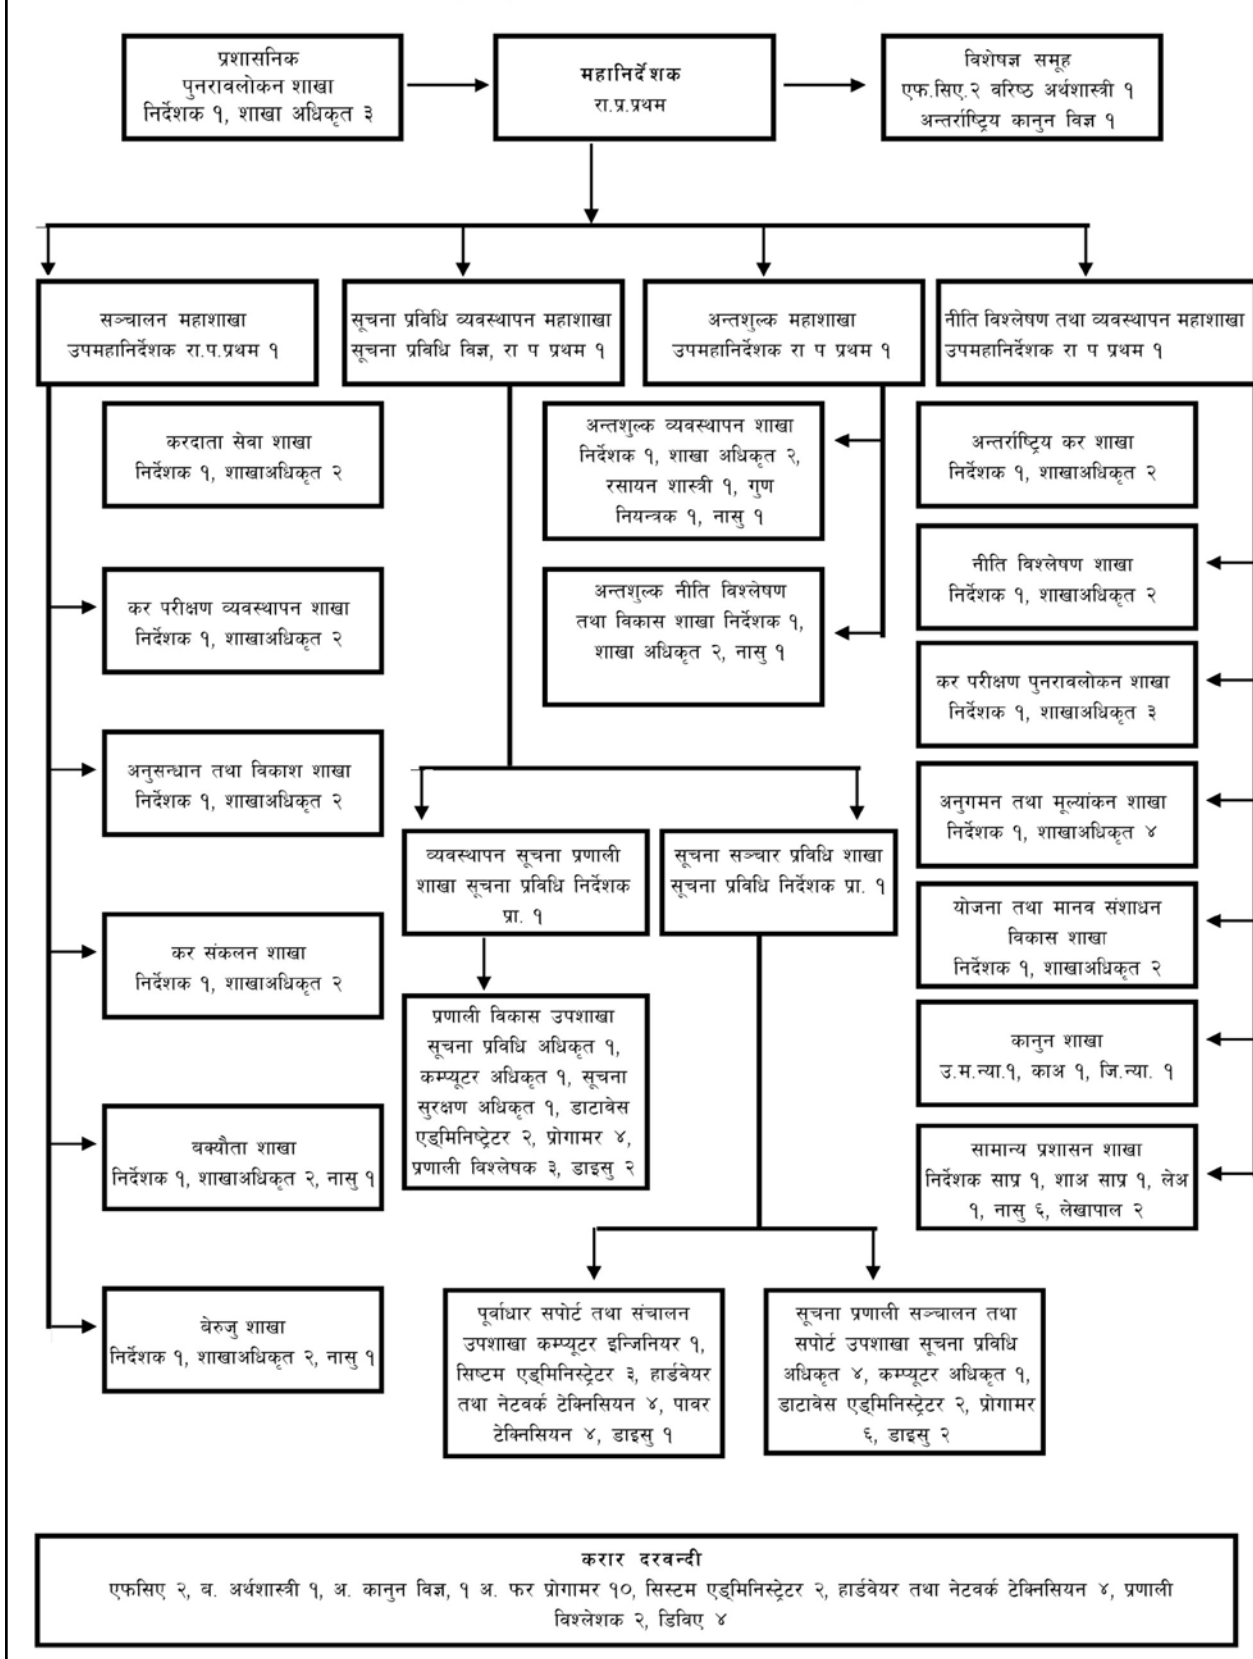 प्रशासनिक
पुनरावलोकन शाखा
निर्देशक १, शाखा अधिकृत ३
महानिर्देशक
रा.प्र.प्रथम
विशेषज्ञ समूह
एफ.सिए.२ वरिष्ठ अर्थशास्त्री १
अन्तर्राष्ट्रिय कानुन विज्ञ १
सञ्चालन महाशाखा
उपमहानिर्देशक रा.प.प्रथम १
सूचना प्रविधि व्यवस्थापन महाशाखा
सूचना प्रविधि विज्ञ, रा प प्रथम १
अन्तशुल्क महाशाखा
उपमहानिर्देशक रा प प्रथम १
नीति विश्लेषण तथा व्यवस्थापन महाशाखा
उपमहानिर्देशक रा प प्रथम १
करदाता सेवा शाखा
निर्देशक १, शाखाअधिकृत २
कर परीक्षण व्यवस्थापन शाखा
निर्देशक १, शाखाअधिकृत २
अनुसन्धान तथा विकाश शाखा
निर्देशक १, शाखाअधिकृत २
कर संकलन शाखा
निर्देशक १, शाखाअधिकृत २
बक्यौता शाखा
निर्देशक १, शाखाअधिकृत २, नासु १
बेरुजु शाखा
निर्देशक १, शाखाअधिकृत २, नासु १
व्यवस्थापन सूचना प्रणाली
शाखा सूचना प्रविधि निर्देशक
प्रा. १
प्रणाली विकास उपशाखा
सूचना प्रविधि अधिकृत १,
कम्प्यूटर अधिकृत १, सूचना
सुरक्षण अधिकृत १, डाटावेस
एड्मिनिष्ट्रेटर २, प्रोगामर ४,
प्रणाली विश्लेषक ३, डाइसु २
सूचना सञ्चार प्रविधि शाखा
सूचना प्रविधि निर्देशक प्रा. १
पूर्वाधार सपोर्ट तथा संचालन
उपशाखा कम्प्यूटर इन्जिनियर १,
सिष्टम एड्मिनिस्ट्रेटर ३, हार्डवेयर
तथा नेटवर्क टेक्निसियन ४, पावर
टेक्निसियन ४, डाइसु १
सूचना प्रणाली सञ्चालन तथा
सपोर्ट उपशाखा सूचना प्रविधि
अधिकृत ४, कम्प्यूटर अधिकृत १,
डाटावेस एड्मिनिस्ट्रेटर २, प्रोगामर
६, डाइसु २
अन्तशुल्क व्यवस्थापन शाखा
निर्देशक १, शाखा अधिकृत २,
रसायन शास्त्री १, गुण
नियन्त्रक १, नासु १
अन्तशुल्क नीति विश्लेषण
तथा विकास शाखा निर्देशक १,
शाखा अधिकृत २, नासु १
अन्तर्राष्ट्रिय कर शाखा
निर्देशक १, शाखाअधिकृत २
नीति विश्लेषण शाखा
निर्देशक १, शाखाअधिकृत २
कर परीक्षण पुनरावलोकन शाखा
निर्देशक १, शाखाअधिकृत ३
अनुगमन तथा मूल्यांकन शाखा
निर्देशक १, शाखाअधिकृत ४
योजना तथा मानव संशाधन
विकास शाखा
निर्देशक १, शाखाअधिकृत २
कानुन शाखा
उ.म.न्या.१, काअ १, जि.न्या. १
सामान्य प्रशासन शाखा
निर्देशक साप्र १, शाअ साप्र १, लेअ
१, नासु ६, लेखापाल २
करार दरवन्दी
एफसिए २, ब. अर्थशास्त्री १, अ. कानुन विज्ञ, १ अ. फर प्रोगामर १०, सिस्टम एड्मिनिस्ट्रेटर २, हार्डवेयर तथा नेटवर्क टेक्निसियन ४, प्रणाली
विश्लेशक २, डिविए ४